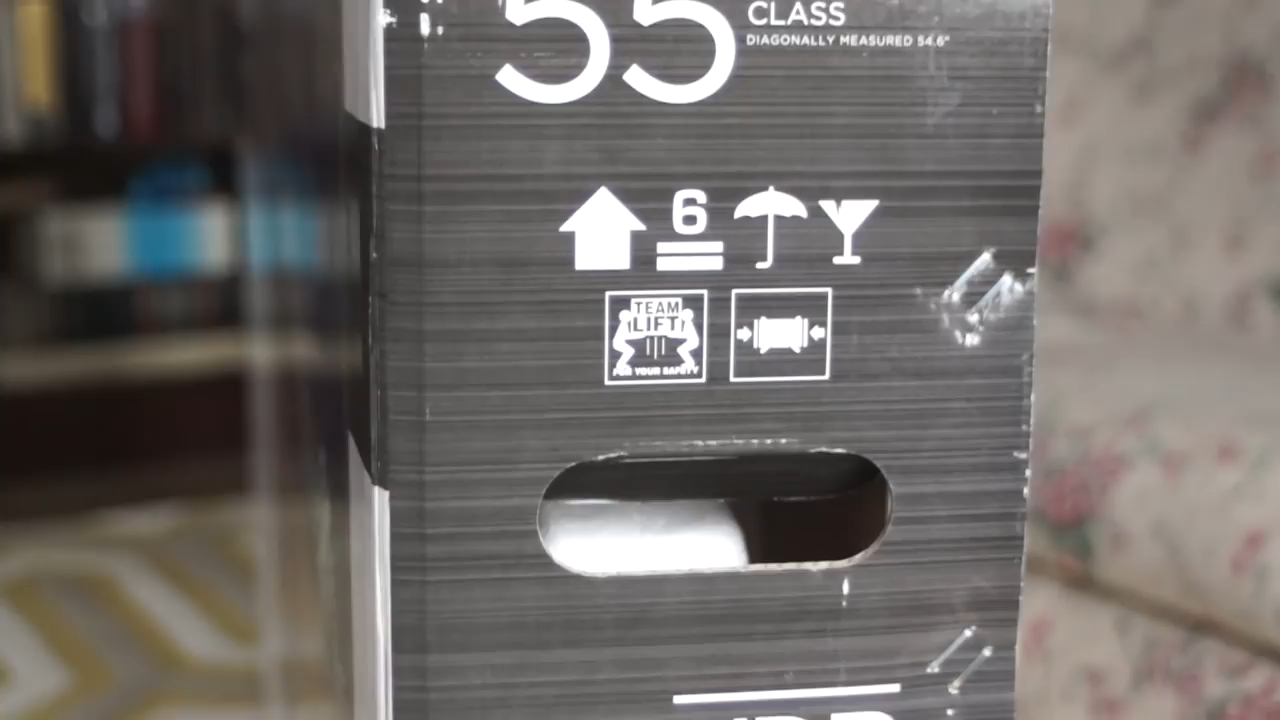 55 CLASS
DIAGONALLY MEASURED 54.6"
6
TEAM
LIFT
FOR YOUR SAFETY